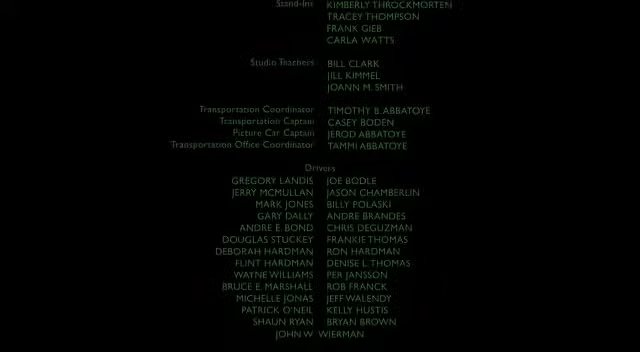 Stand-Ins KIMBERLY THROCKMORTEN
TRACEY THOMPSON
FRANK GIEB
CARLA WATTS
Studio Teachers BILL CLARK
JILL KIMMEL
JOANN M. SMITH
Transportation Coordinator TIMOTHY B. ABBATOYE
Transportation Captain CASEY BODEN
Picture Car Captain JEROD ABBATOYE
Transportation Office Coordinator TAMMI ABBATOYE
Drivers
GREGORY LANDIS JOE BODLE
JERRY MCMULLAN JASON CHAMBERLIN
MARK JONES BILLY POLASKI
GARY DALLY ANDRE BRANDES
ANDRE E. BOND CHRIS DEGUZMAN
DOUGLAS STUCKEY FRANKIE THOMAS
DEBORAH HARDMAN RON HARDMAN
FLINT HARDMAN DENISE L. THOMAS
WAYNE WILLIAMS PER JANSSON
BRUCE E. MARSHALL ROB FRANCK
MICHELLE JONAS JEFF WALENDY
PATRICK O'NEIL KELLY HUSTIS
SHAUN RYAN BRYAN BROWN
JOHN W WIERMAN